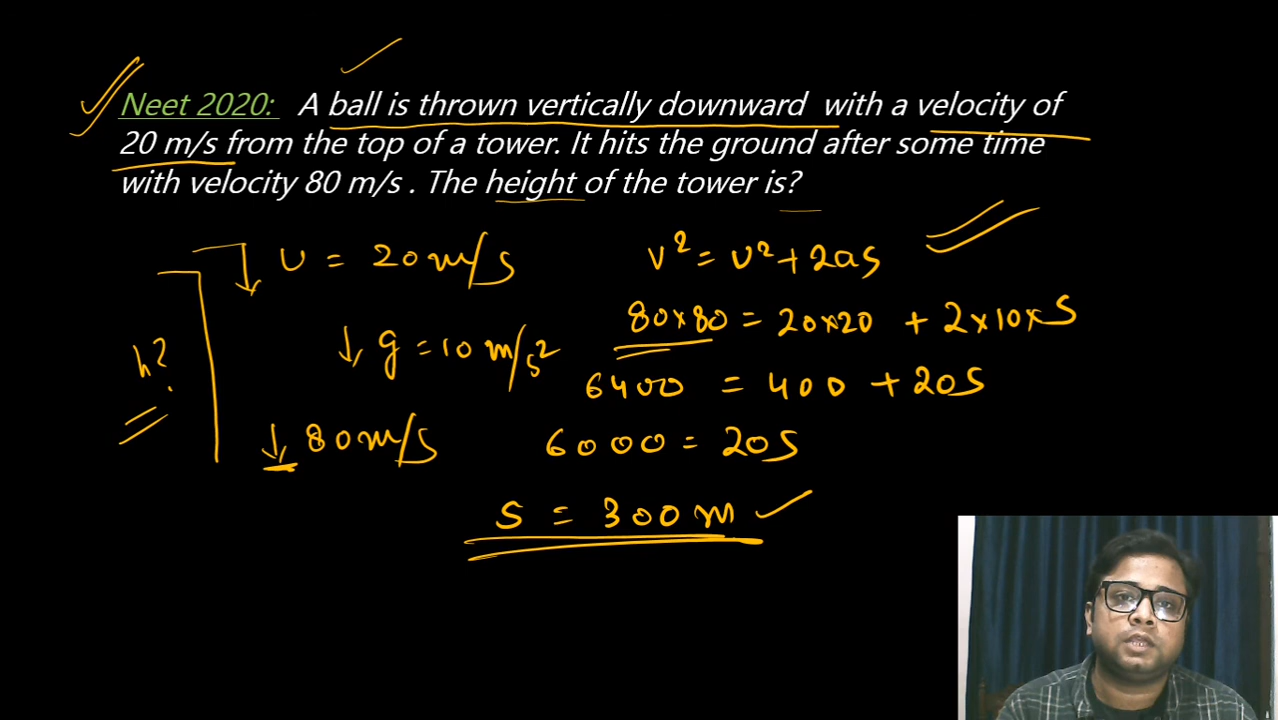 Neet 2020: A ball is thrown vertically downward with a velocity of
20 m/s from the top of a tower. It hits the ground after some time
with velocity 80 m/s . The height of the tower is?
u = 20 m/s
v² = u² + 2as
80×80 = 20×20 + 2×10×S
h?
g = 10 m/s²
6400 = 400 + 20S
80 m/s
6000 = 20S
S = 300 m